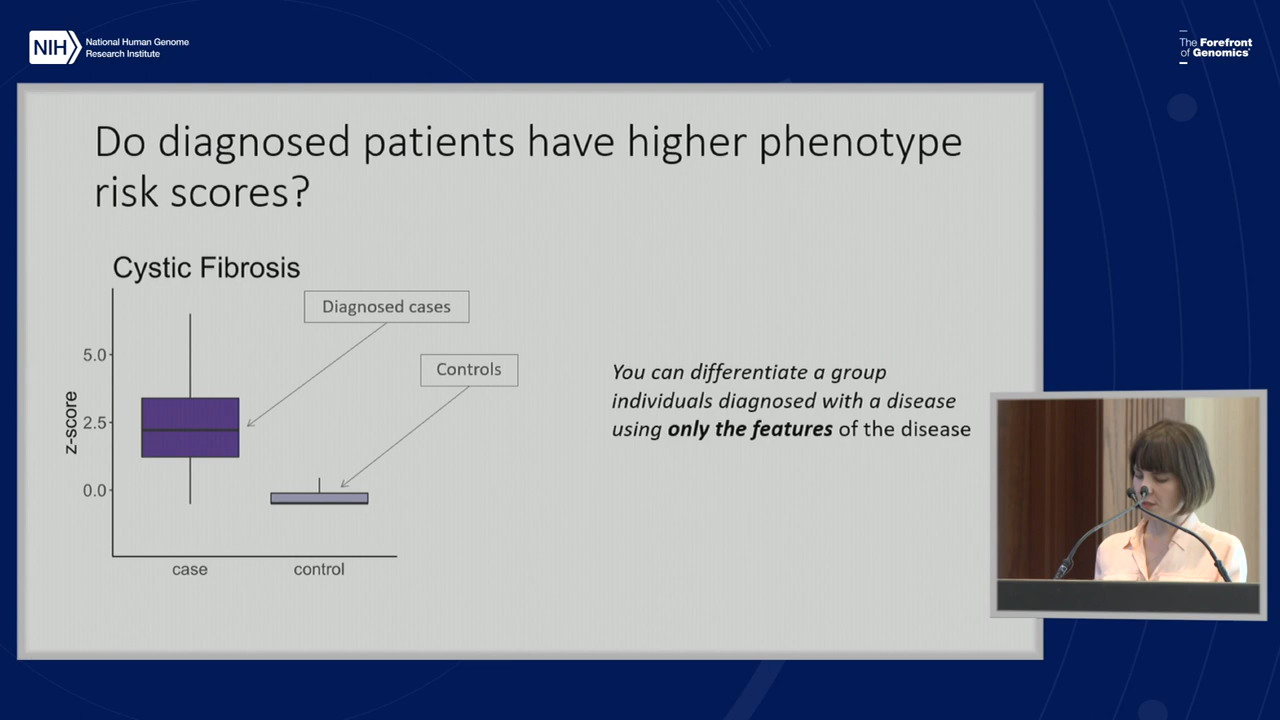 NIH
National Human Genome
Research Institute
The Forefront
of Genomics®
Do diagnosed patients have higher phenotype
risk scores?
Cystic Fibrosis
Diagnosed cases
Controls
5.0
2.5
0.0
z-score
case
control
You can differentiate a group
individuals diagnosed with a disease
using only the features of the disease